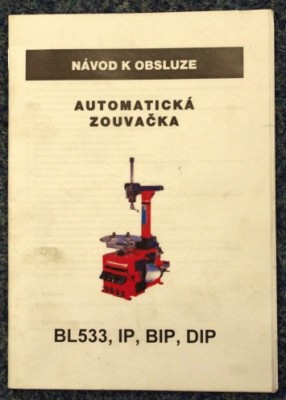 NÁVOD K OBSLUZE
AUTOMATICKÁ
ZOUVAČKA
BL533, IP, BIP, DIP